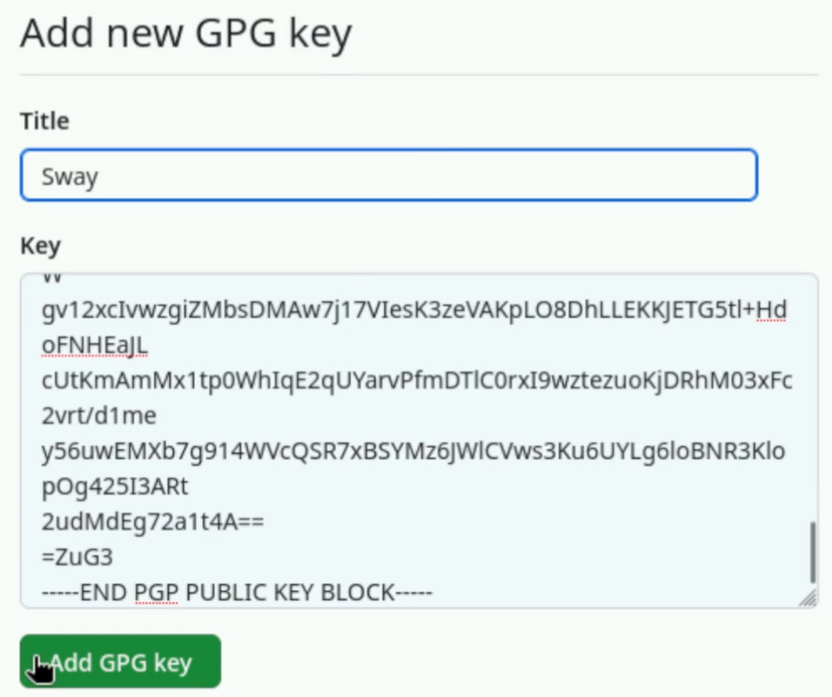 Add new GPG key
Title
Sway
Key
gv12xcIvwzgiZMbsDMAw7j17VIesK3zeVAKpLO8DhLLEKKJETG5tl+Hd
oFNHEaJL
cUtKmAmMx1tp0WhIqE2qUYarvPfmDTlC0rxI9wztezuoKjDRhM03xFc
2vrt/d1me
y56uwEMXb7g914WVcQSR7xBSYMz6JWlCVws3Ku6UYLg6loBNR3Klo
pOg425I3ARt
2udMdEg72a1t4A==
=ZuG3
-----END PGP PUBLIC KEY BLOCK-----
Add GPG key